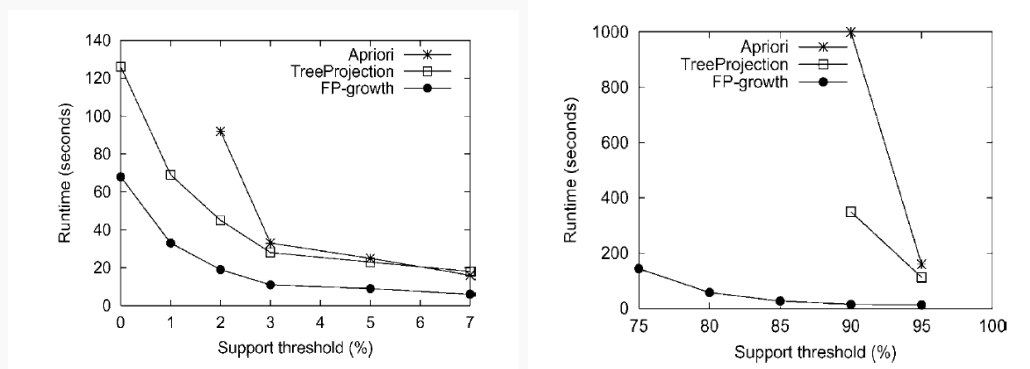 140
120
100
80
60
40
20
0
Runtime (seconds)
Apriori
TreeProjection
FP-growth
0 1 2 3 4 5 6 7
Support threshold (%)
1000
800
600
400
200
0
Runtime (seconds)
Apriori
TreeProjection
FP-growth
75 80 85 90 95 100
Support threshold (%)